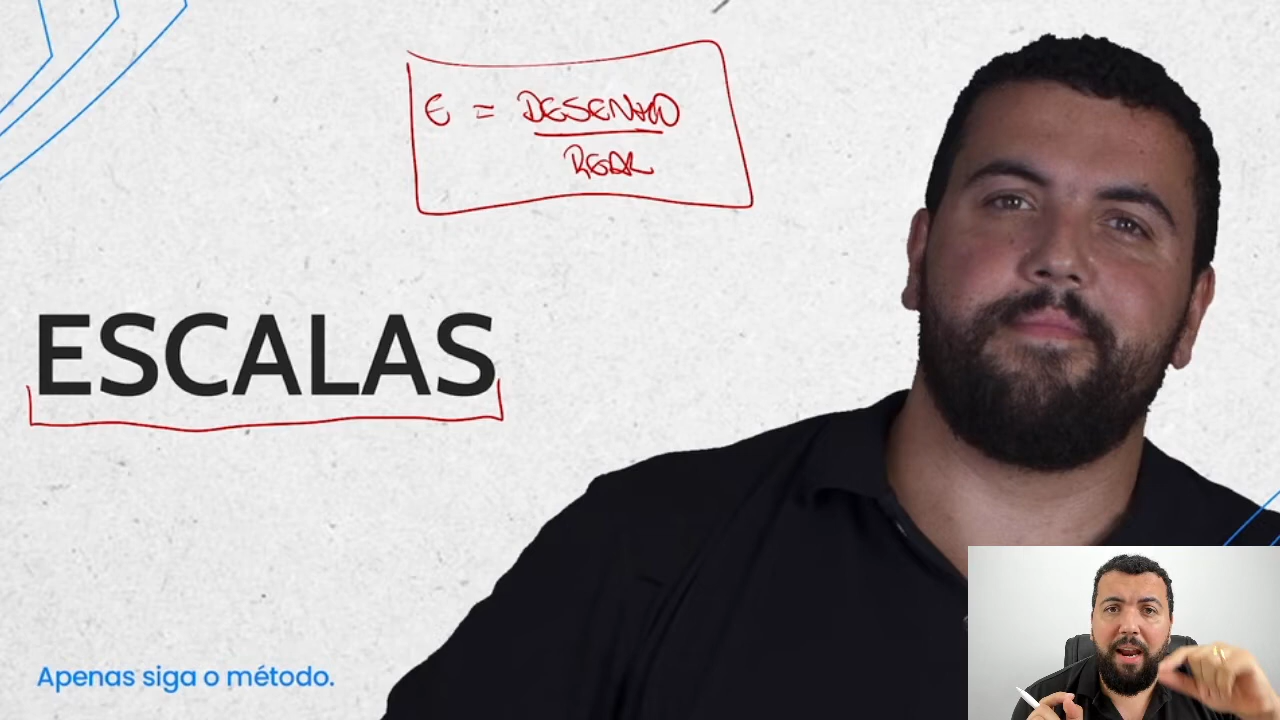 E = DESENHO
REAL
ESCALAS
Apenas siga o método.